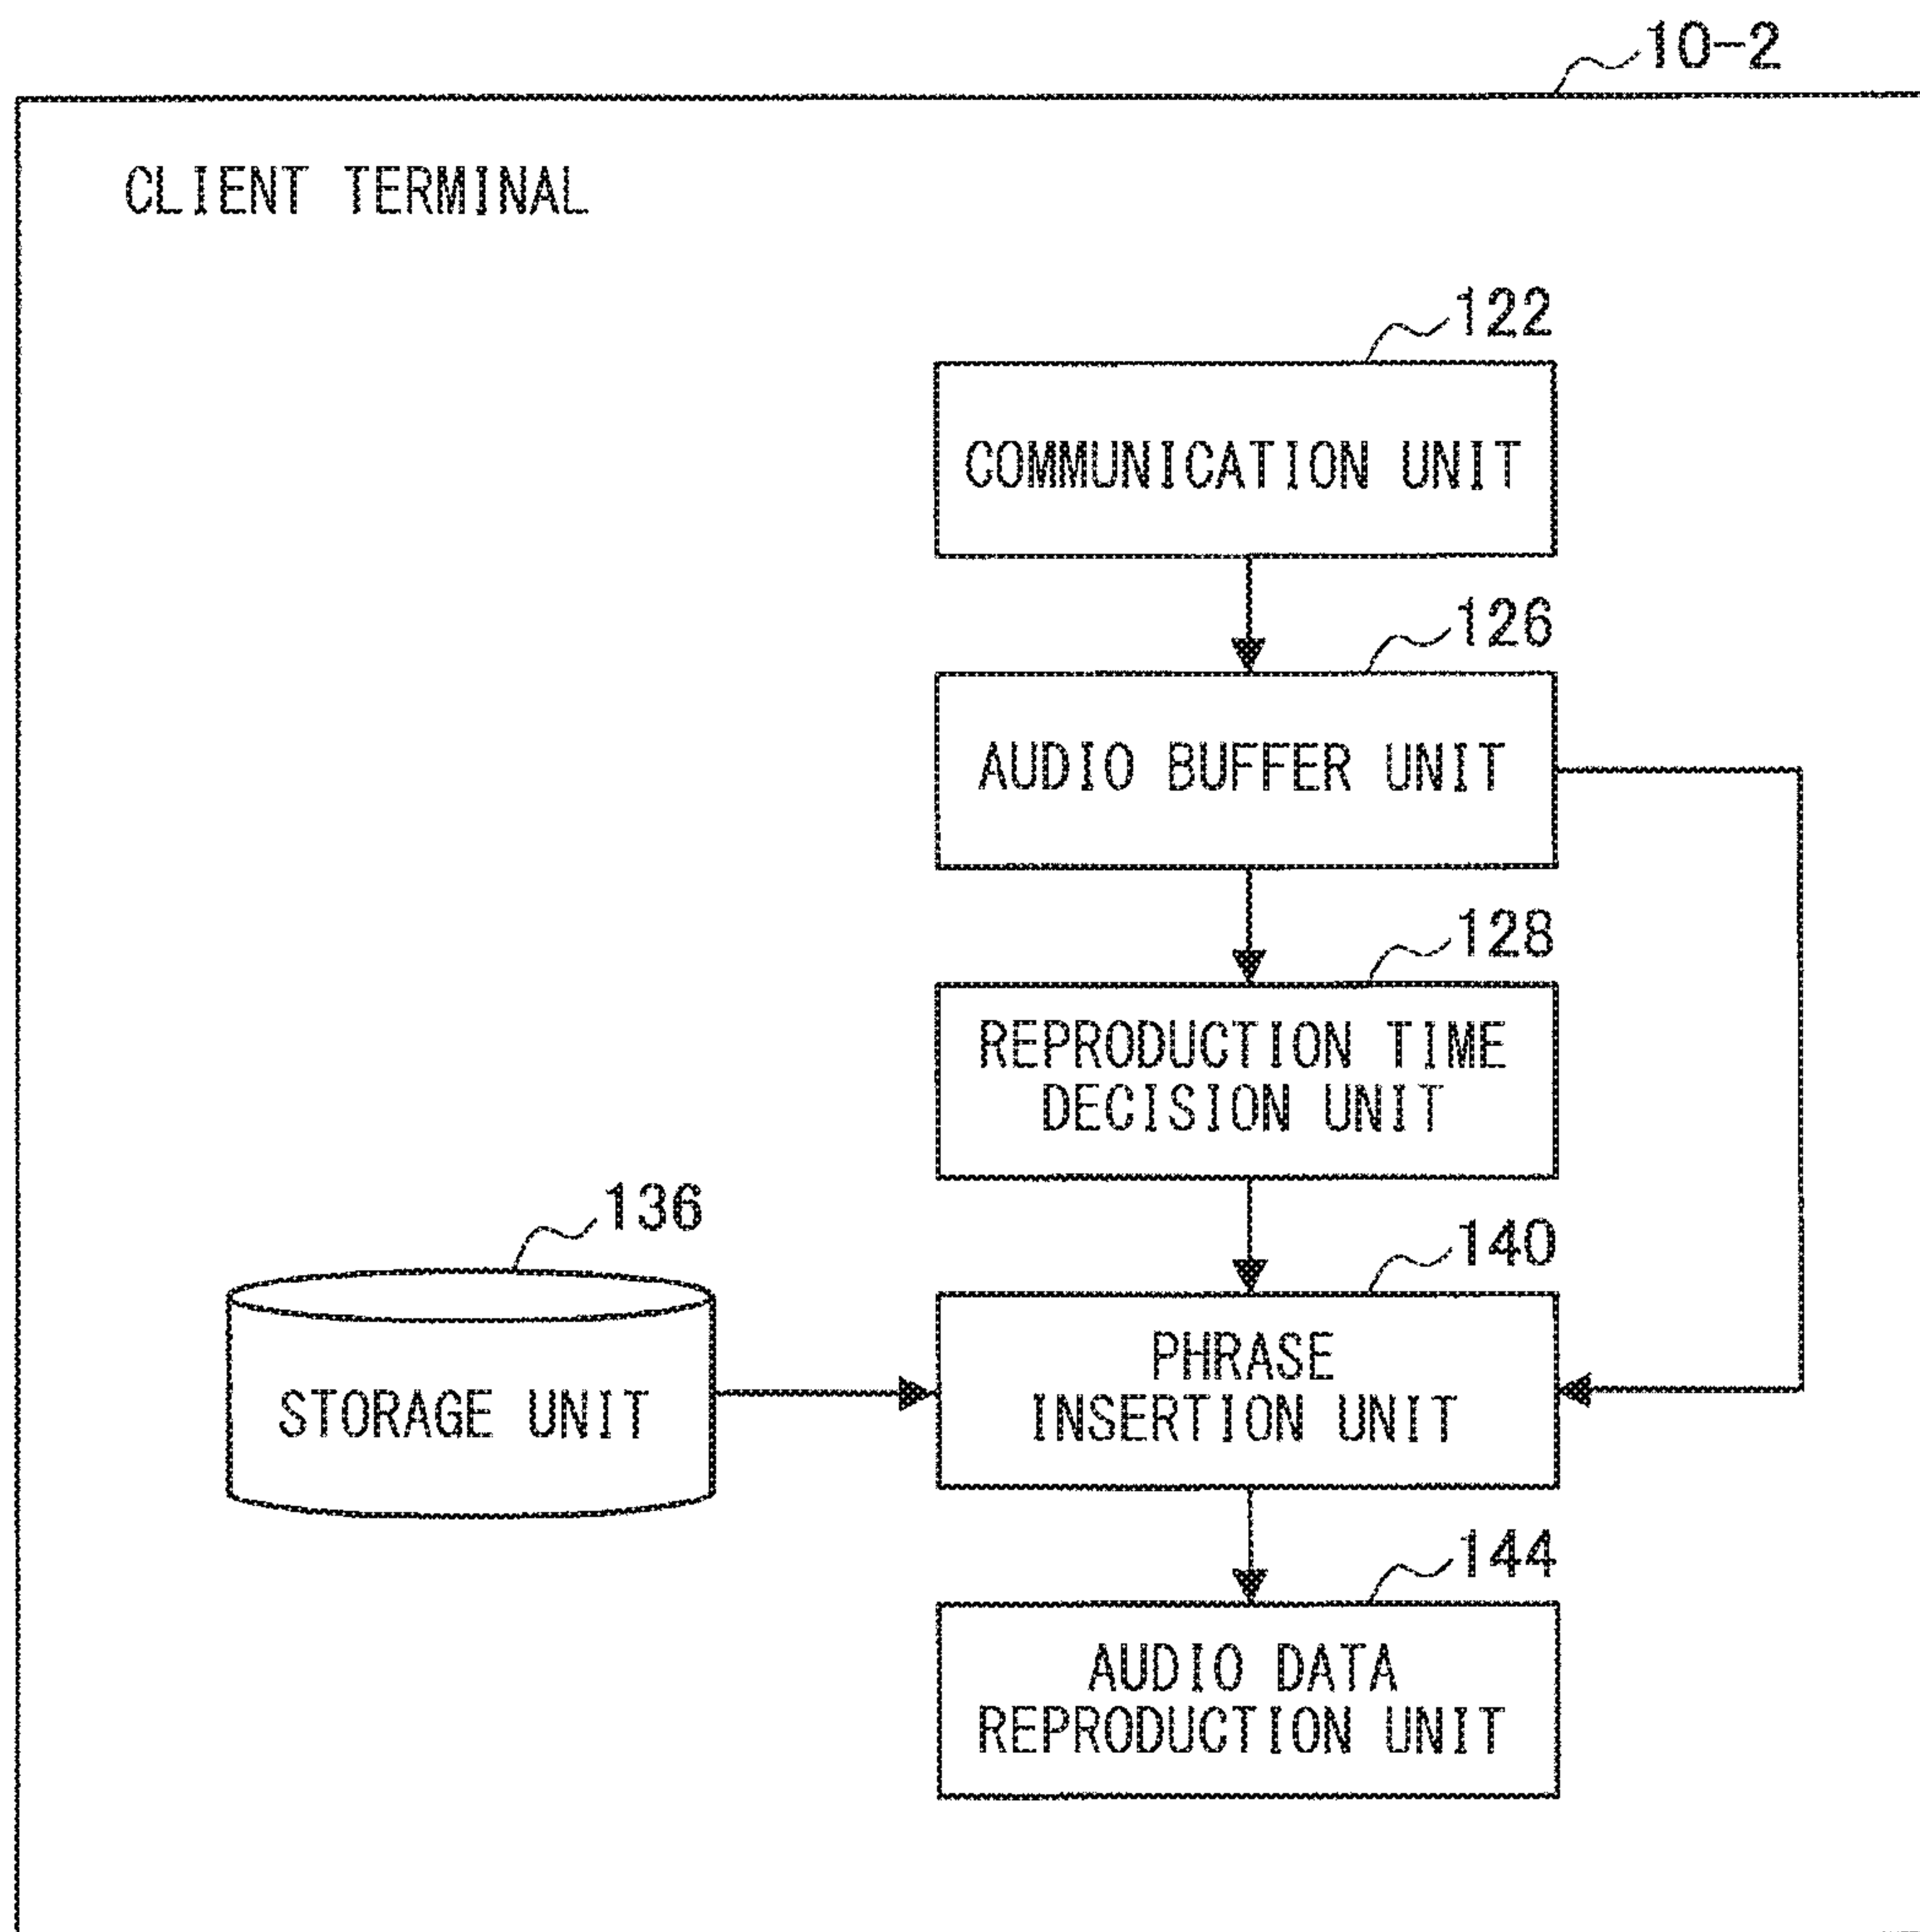 10-2
CLIENT TERMINAL
122
COMMUNICATION UNIT
126
AUDIO BUFFER UNIT
128
REPRODUCTION TIME
DECISION UNIT
136
STORAGE UNIT
140
PHRASE
INSERTION UNIT
144
AUDIO DATA
REPRODUCTION UNIT